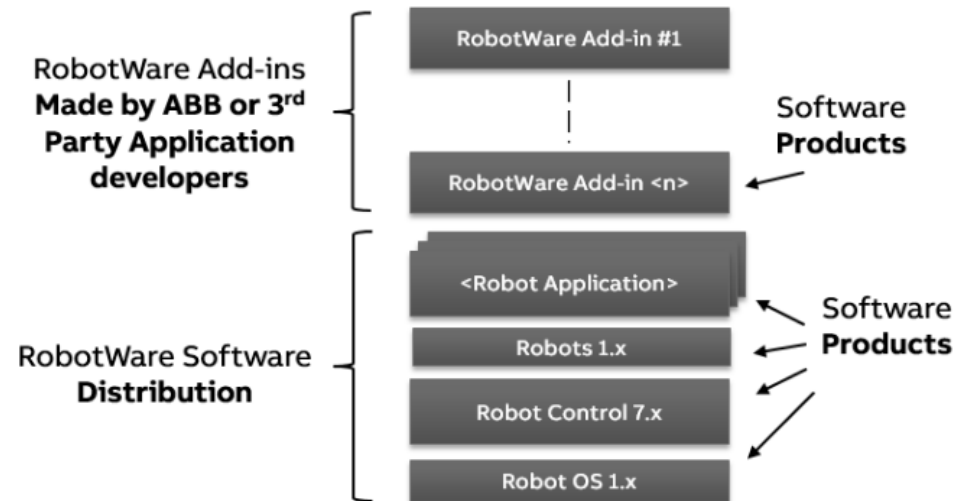 RobotWare Add-in #1
RobotWare Add-ins
Made by ABB or 3rd
Party Application
developers
Software
Products
RobotWare Add-in <n>
<Robot Application>
Software
Products
Robots 1.x
RobotWare Software
Distribution
Robot Control 7.x
Robot OS 1.x